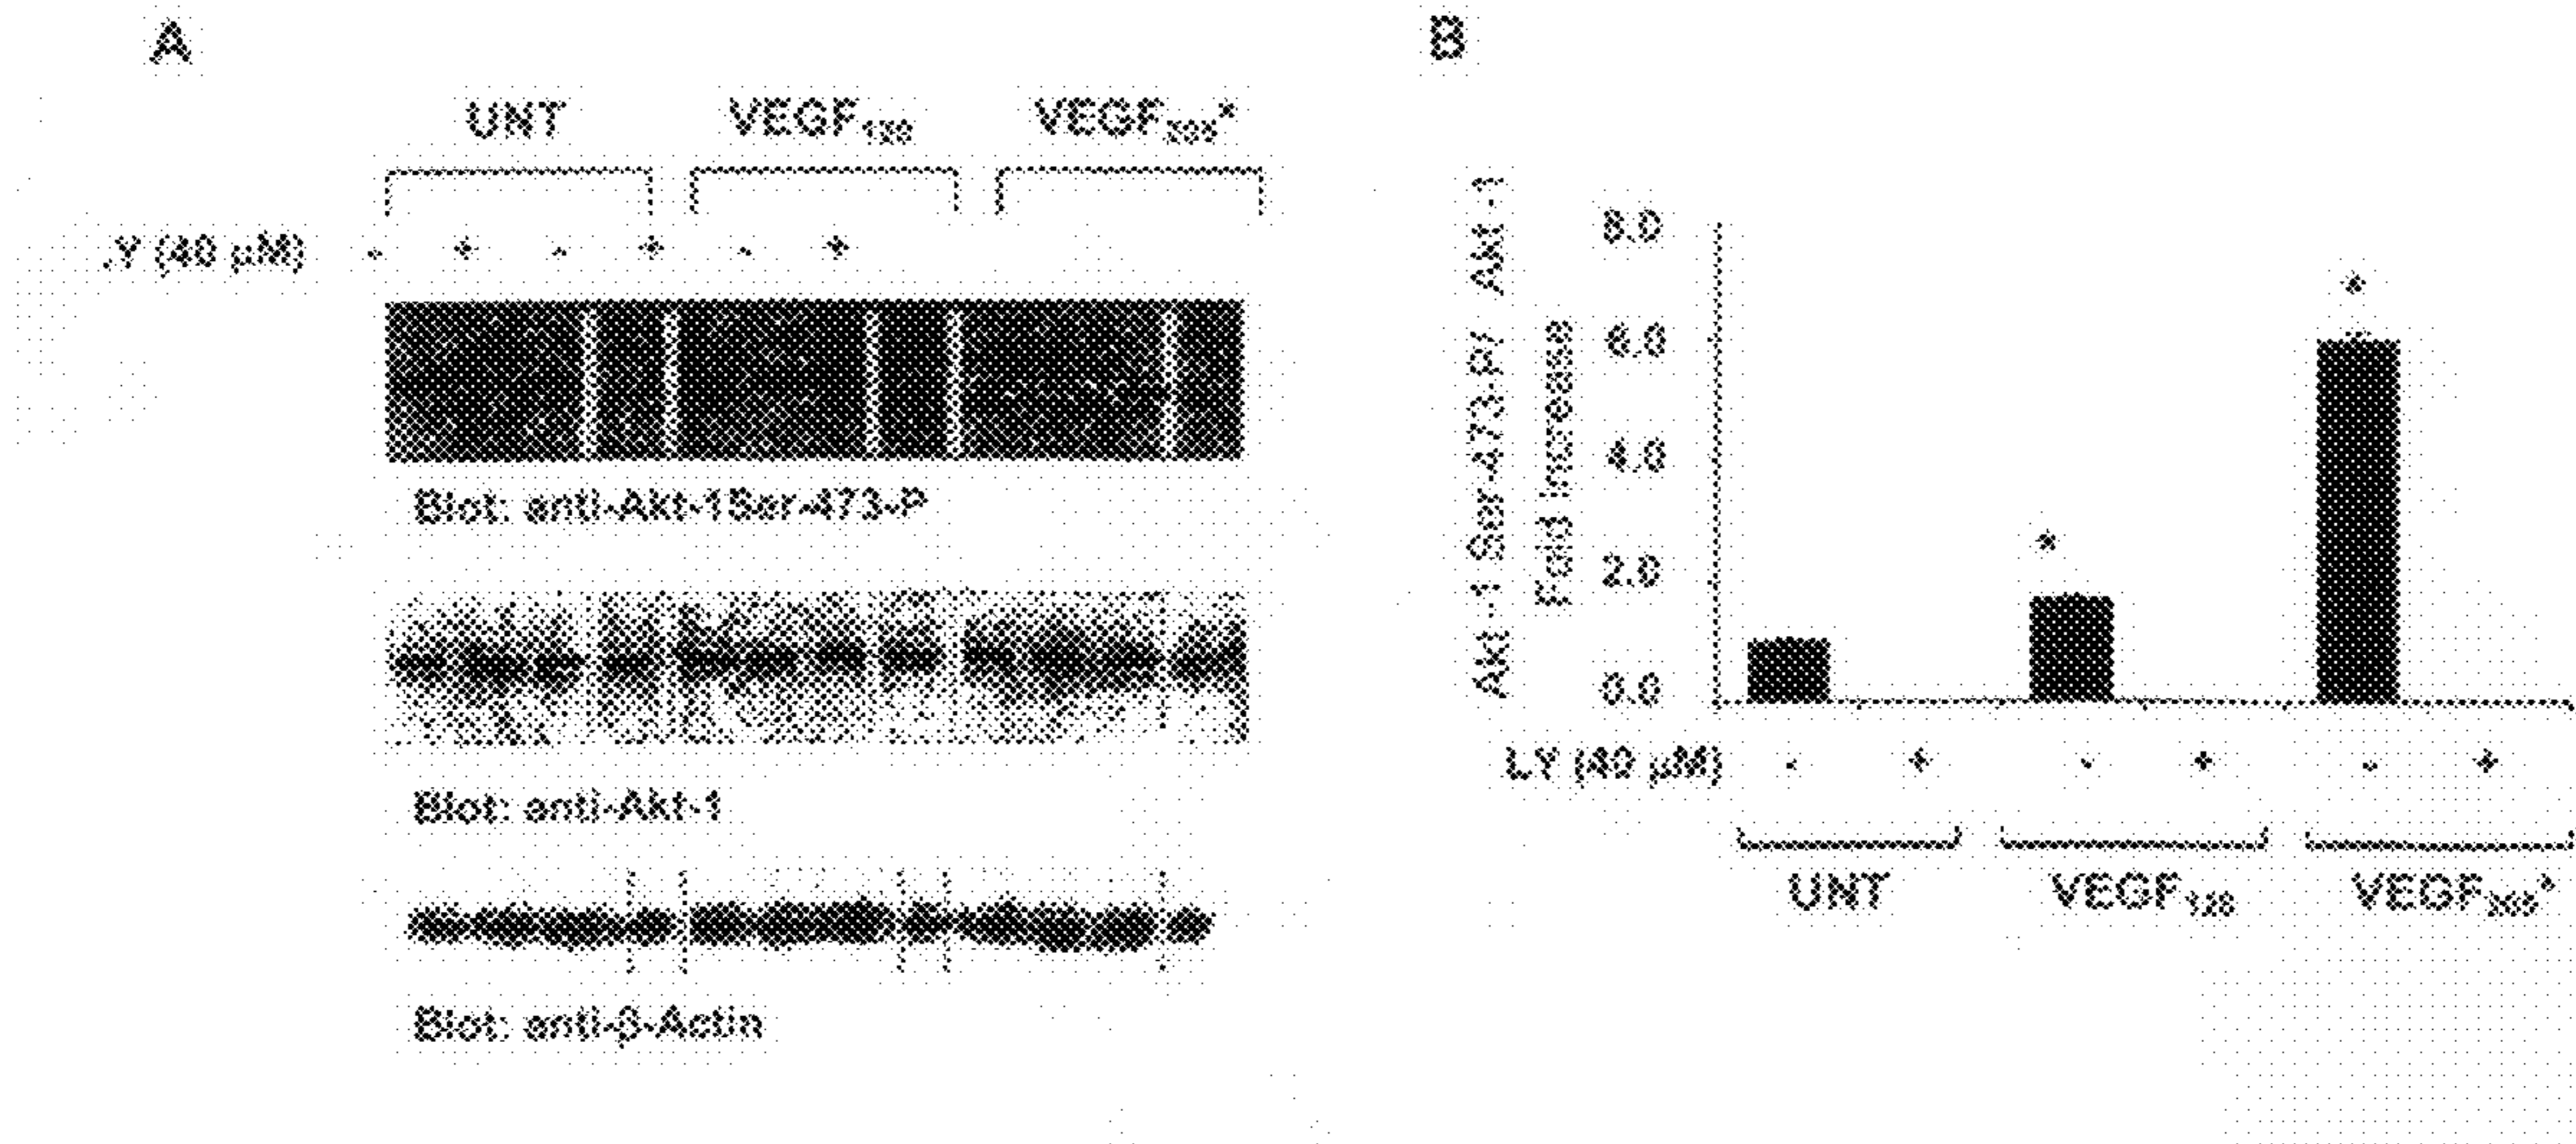 A
UNT VEGF
.Y (40 μM) - + - + - +
Blot: anti-Akt-1Ser-473-P
Blot: anti-Akt-1
Blot: anti-β-Actin
B
Akt -1 Ser-473-P/ Akt -1
Fold increase
8.0
6.0
4.0
2.0
0.0
*
*
LY (40 μM) - + - + - +
UNT VEGF